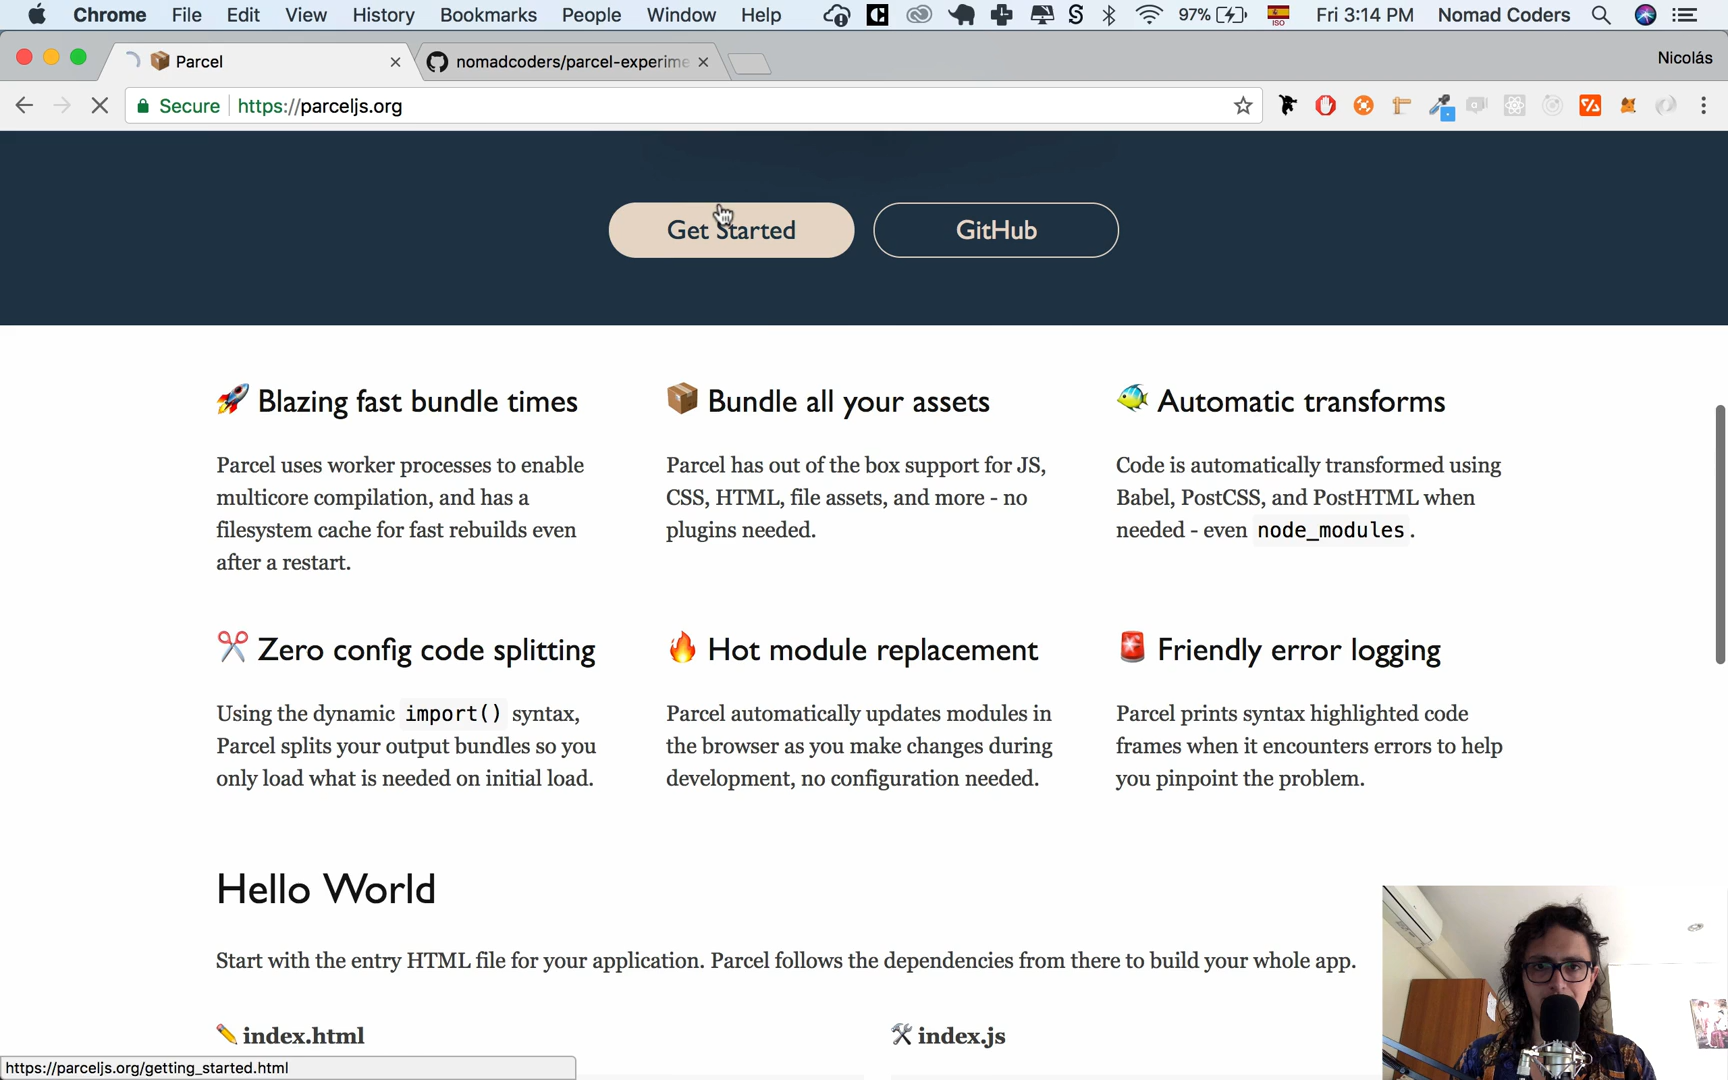 Chrome File Edit View History Bookmarks People Window Help 97% ISO Fri 3:14 PM Nomad Coders
Parcel nomadcoders/parcel-experime Nicolás
Secure https://parceljs.org
Get Started GitHub
Blazing fast bundle times
Parcel uses worker processes to enable
multicore compilation, and has a
filesystem cache for fast rebuilds even
after a restart.
Bundle all your assets
Parcel has out of the box support for JS,
CSS, HTML, file assets, and more - no
plugins needed.
Automatic transforms
Code is automatically transformed using
Babel, PostCSS, and PostHTML when
needed - even node_modules.
Zero config code splitting
Using the dynamic import() syntax,
Parcel splits your output bundles so you
only load what is needed on initial load.
Hot module replacement
Parcel automatically updates modules in
the browser as you make changes during
development, no configuration needed.
Friendly error logging
Parcel prints syntax highlighted code
frames when it encounters errors to help
you pinpoint the problem.
Hello World
Start with the entry HTML file for your application. Parcel follows the dependencies from there to build your whole app.
index.html
index.js
https://parceljs.org/getting_started.html